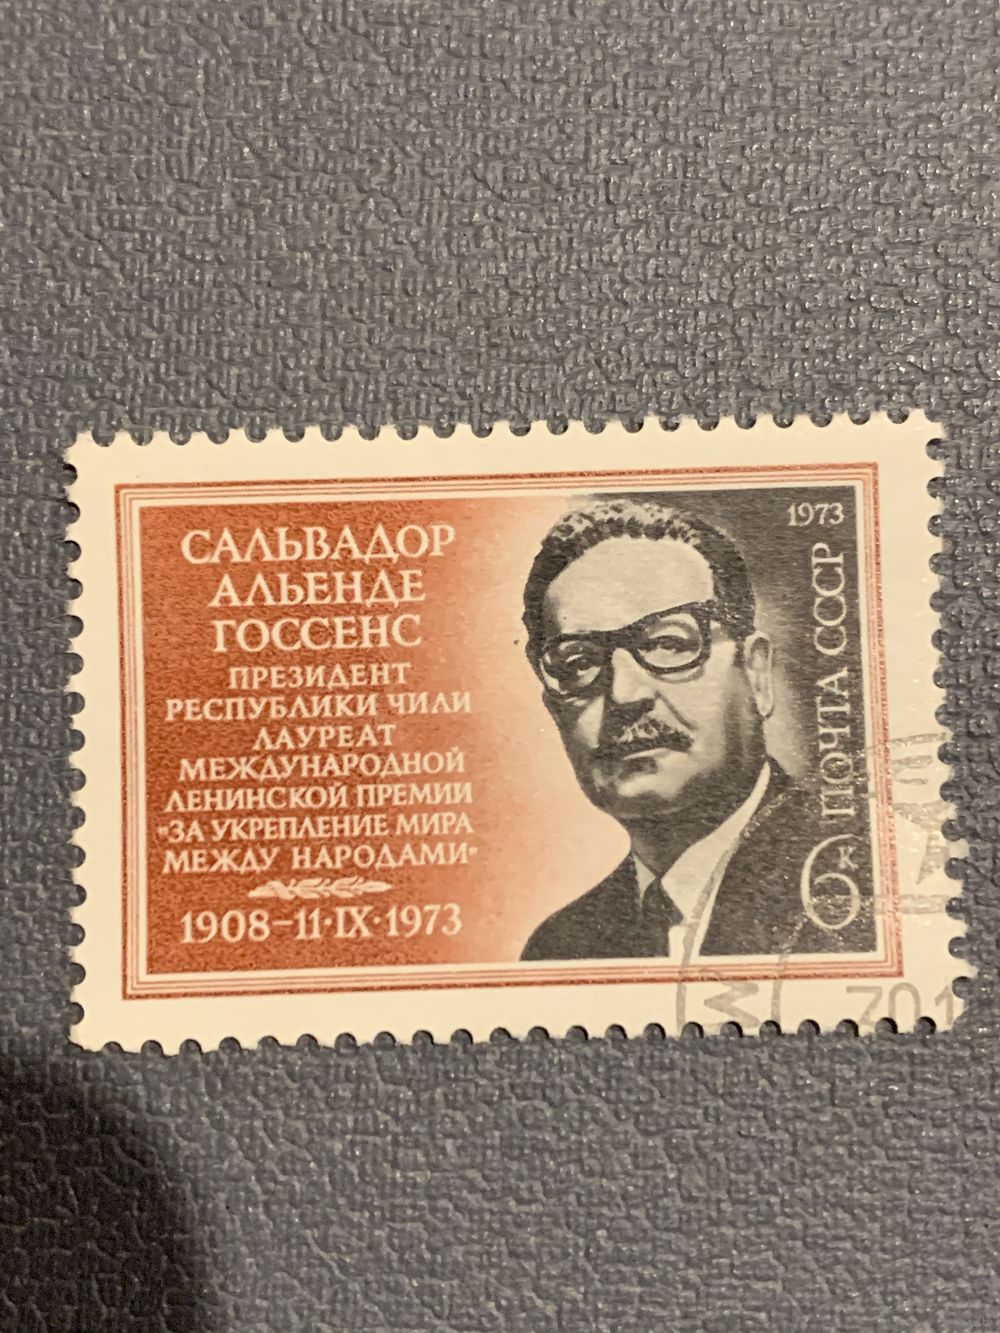 САЛЬВАДОР
АЛЬЕНДЕ
ГОССЕНС
ПРЕЗИДЕНТ
РЕСПУБЛИКИ ЧИЛИ
ЛАУРЕАТ
МЕЖДУНАРОДНОЙ
ЛЕНИНСКОЙ ПРЕМИИ
"ЗА УКРЕПЛЕНИЕ МИРА
МЕЖДУ НАРОДАМИ"
1908–11·IX·1973
1973
6К ПОЧТА СССР